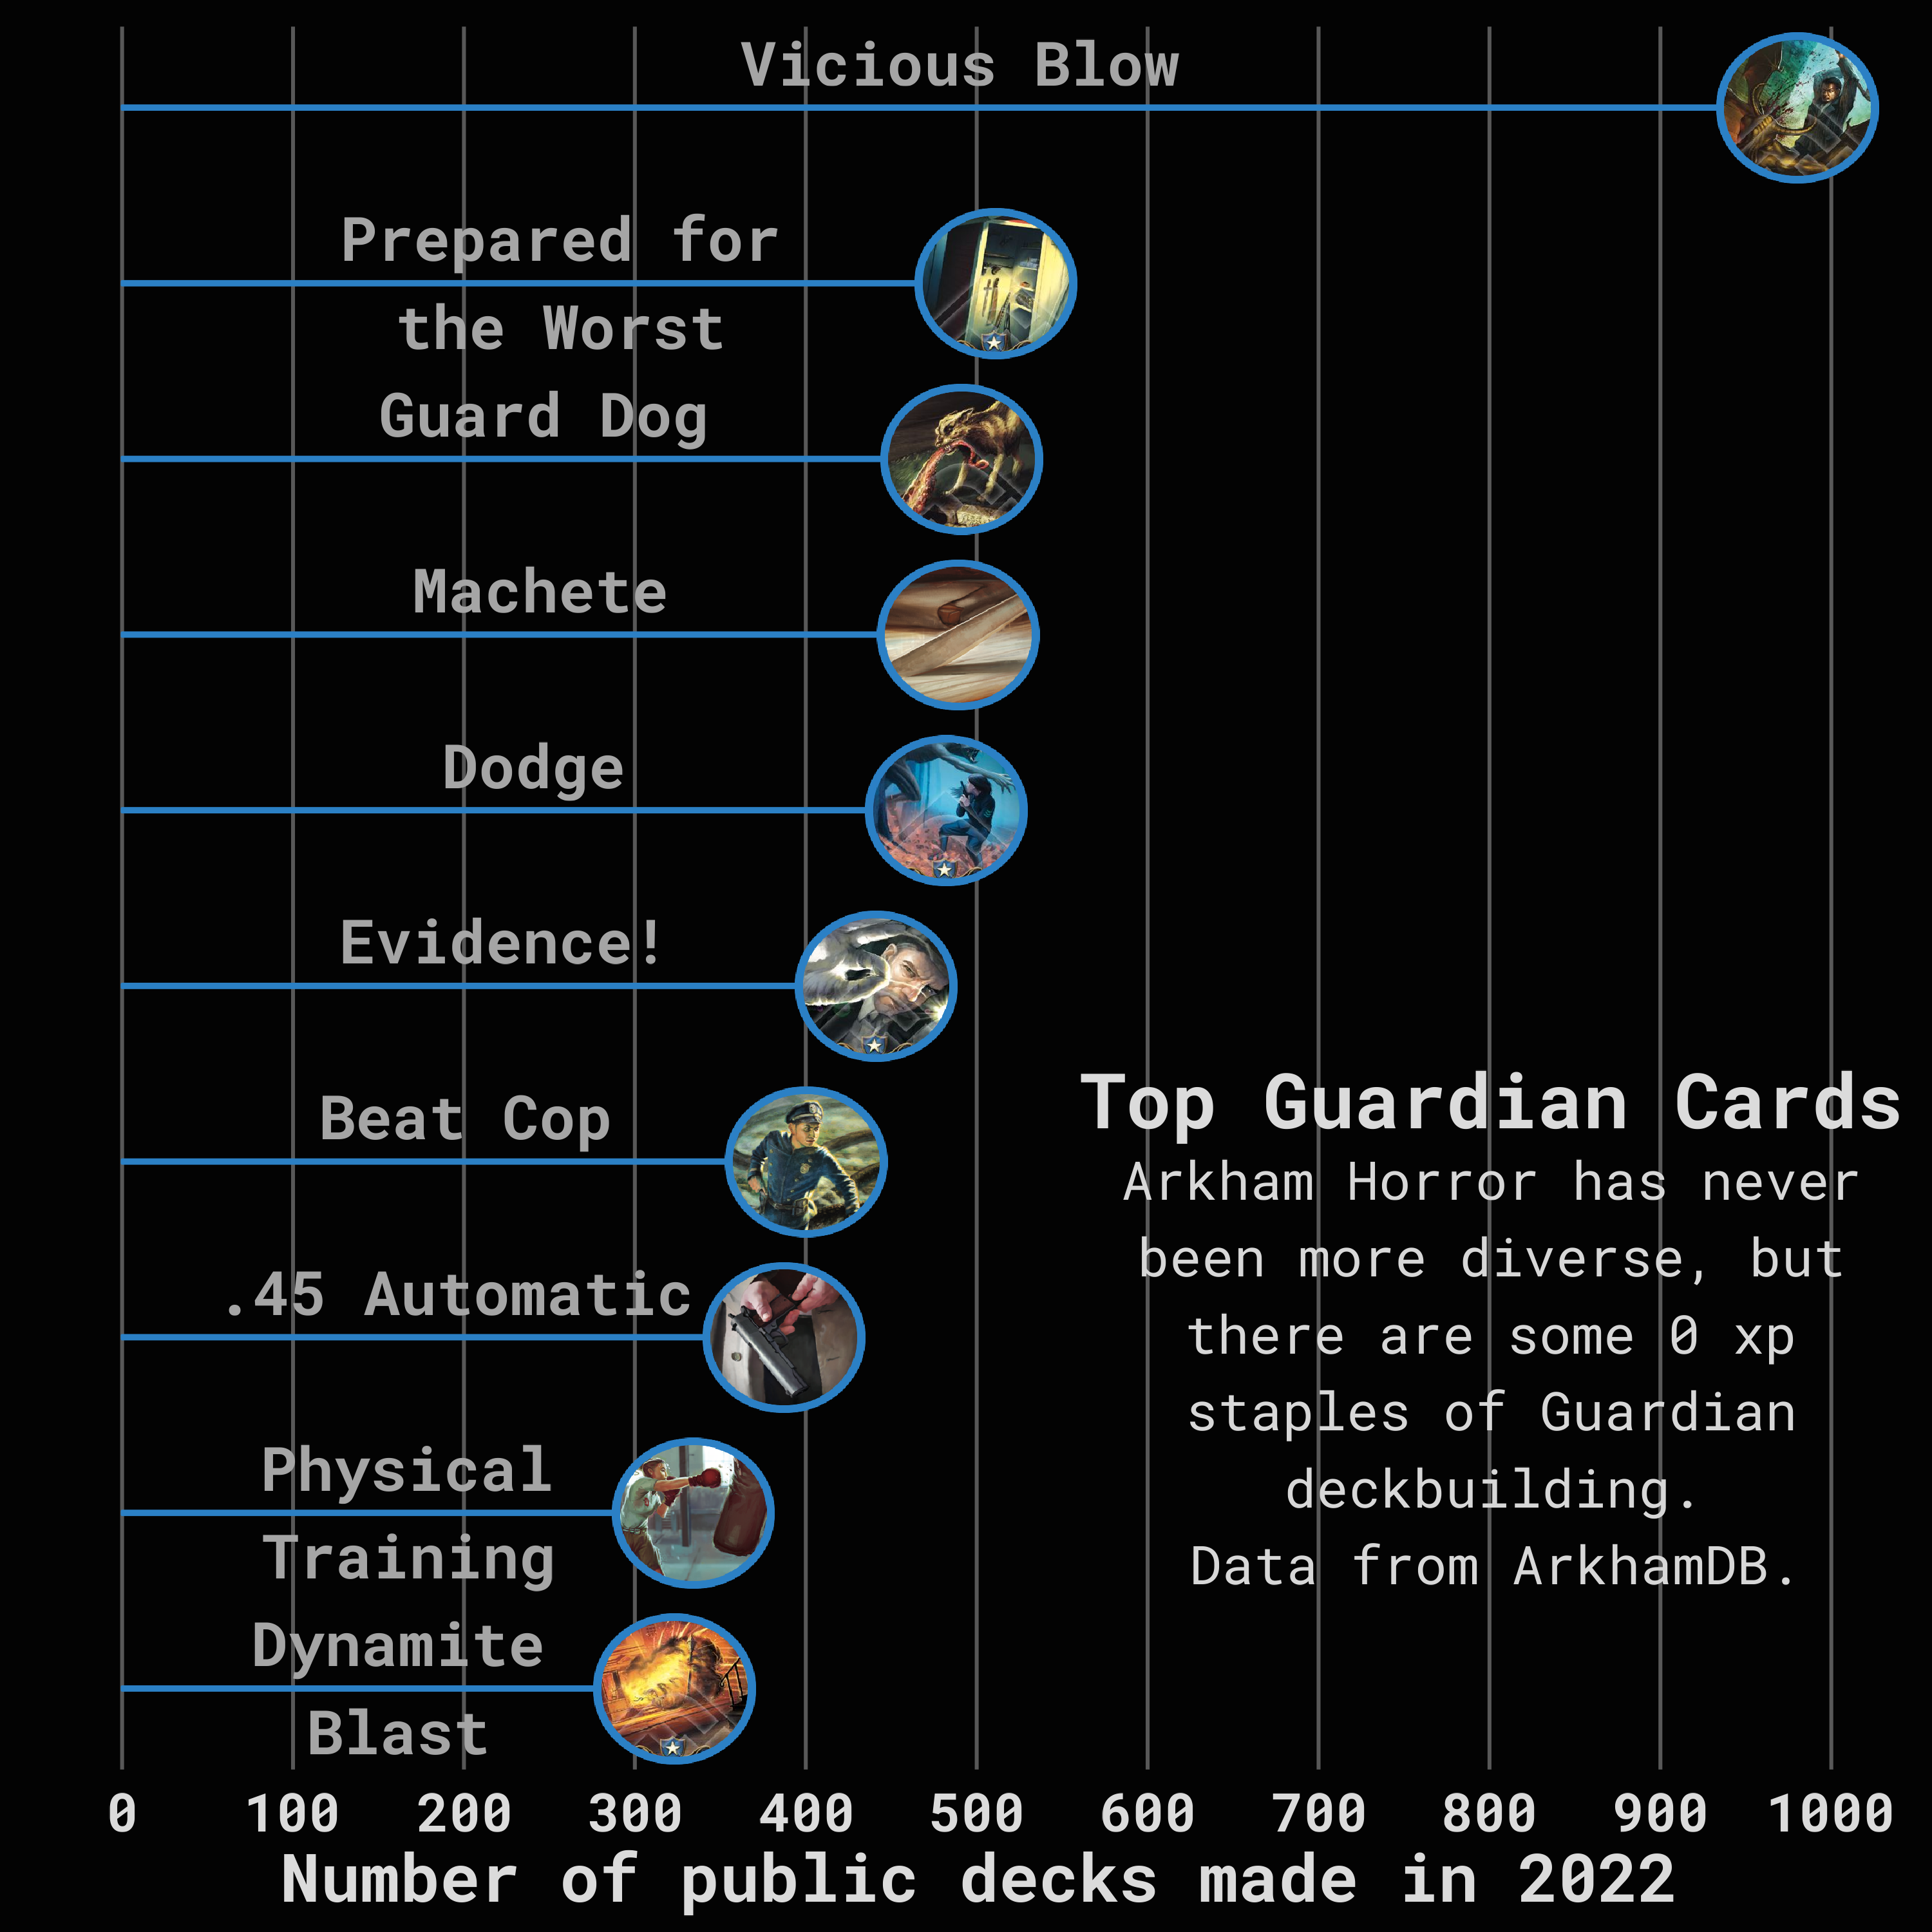 Vicious Blow
Prepared for
the Worst
Guard Dog
Machete
Dodge
Evidence!
Beat Cop
.45 Automatic
Physical
Training
Dynamite
Blast
Top Guardian Cards
Arkham Horror has never
been more diverse, but
there are some 0 xp
staples of Guardian
deckbuilding.
Data from ArkhamDB.
0 100 200 300 400 500 600 700 800 900 1000
Number of public decks made in 2022